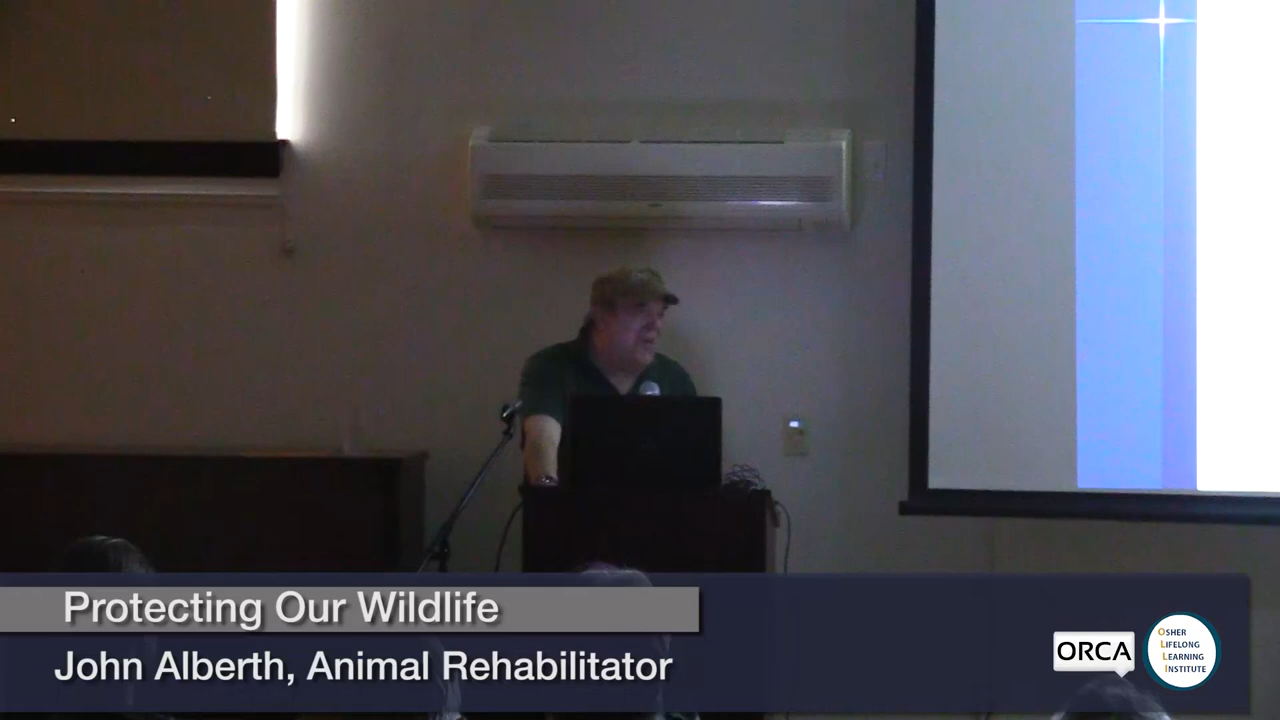 Protecting Our Wildlife
John Alberth, Animal Rehabilitator
ORCA
OSHER
LIFELONG
LEARNING
INSTITUTE